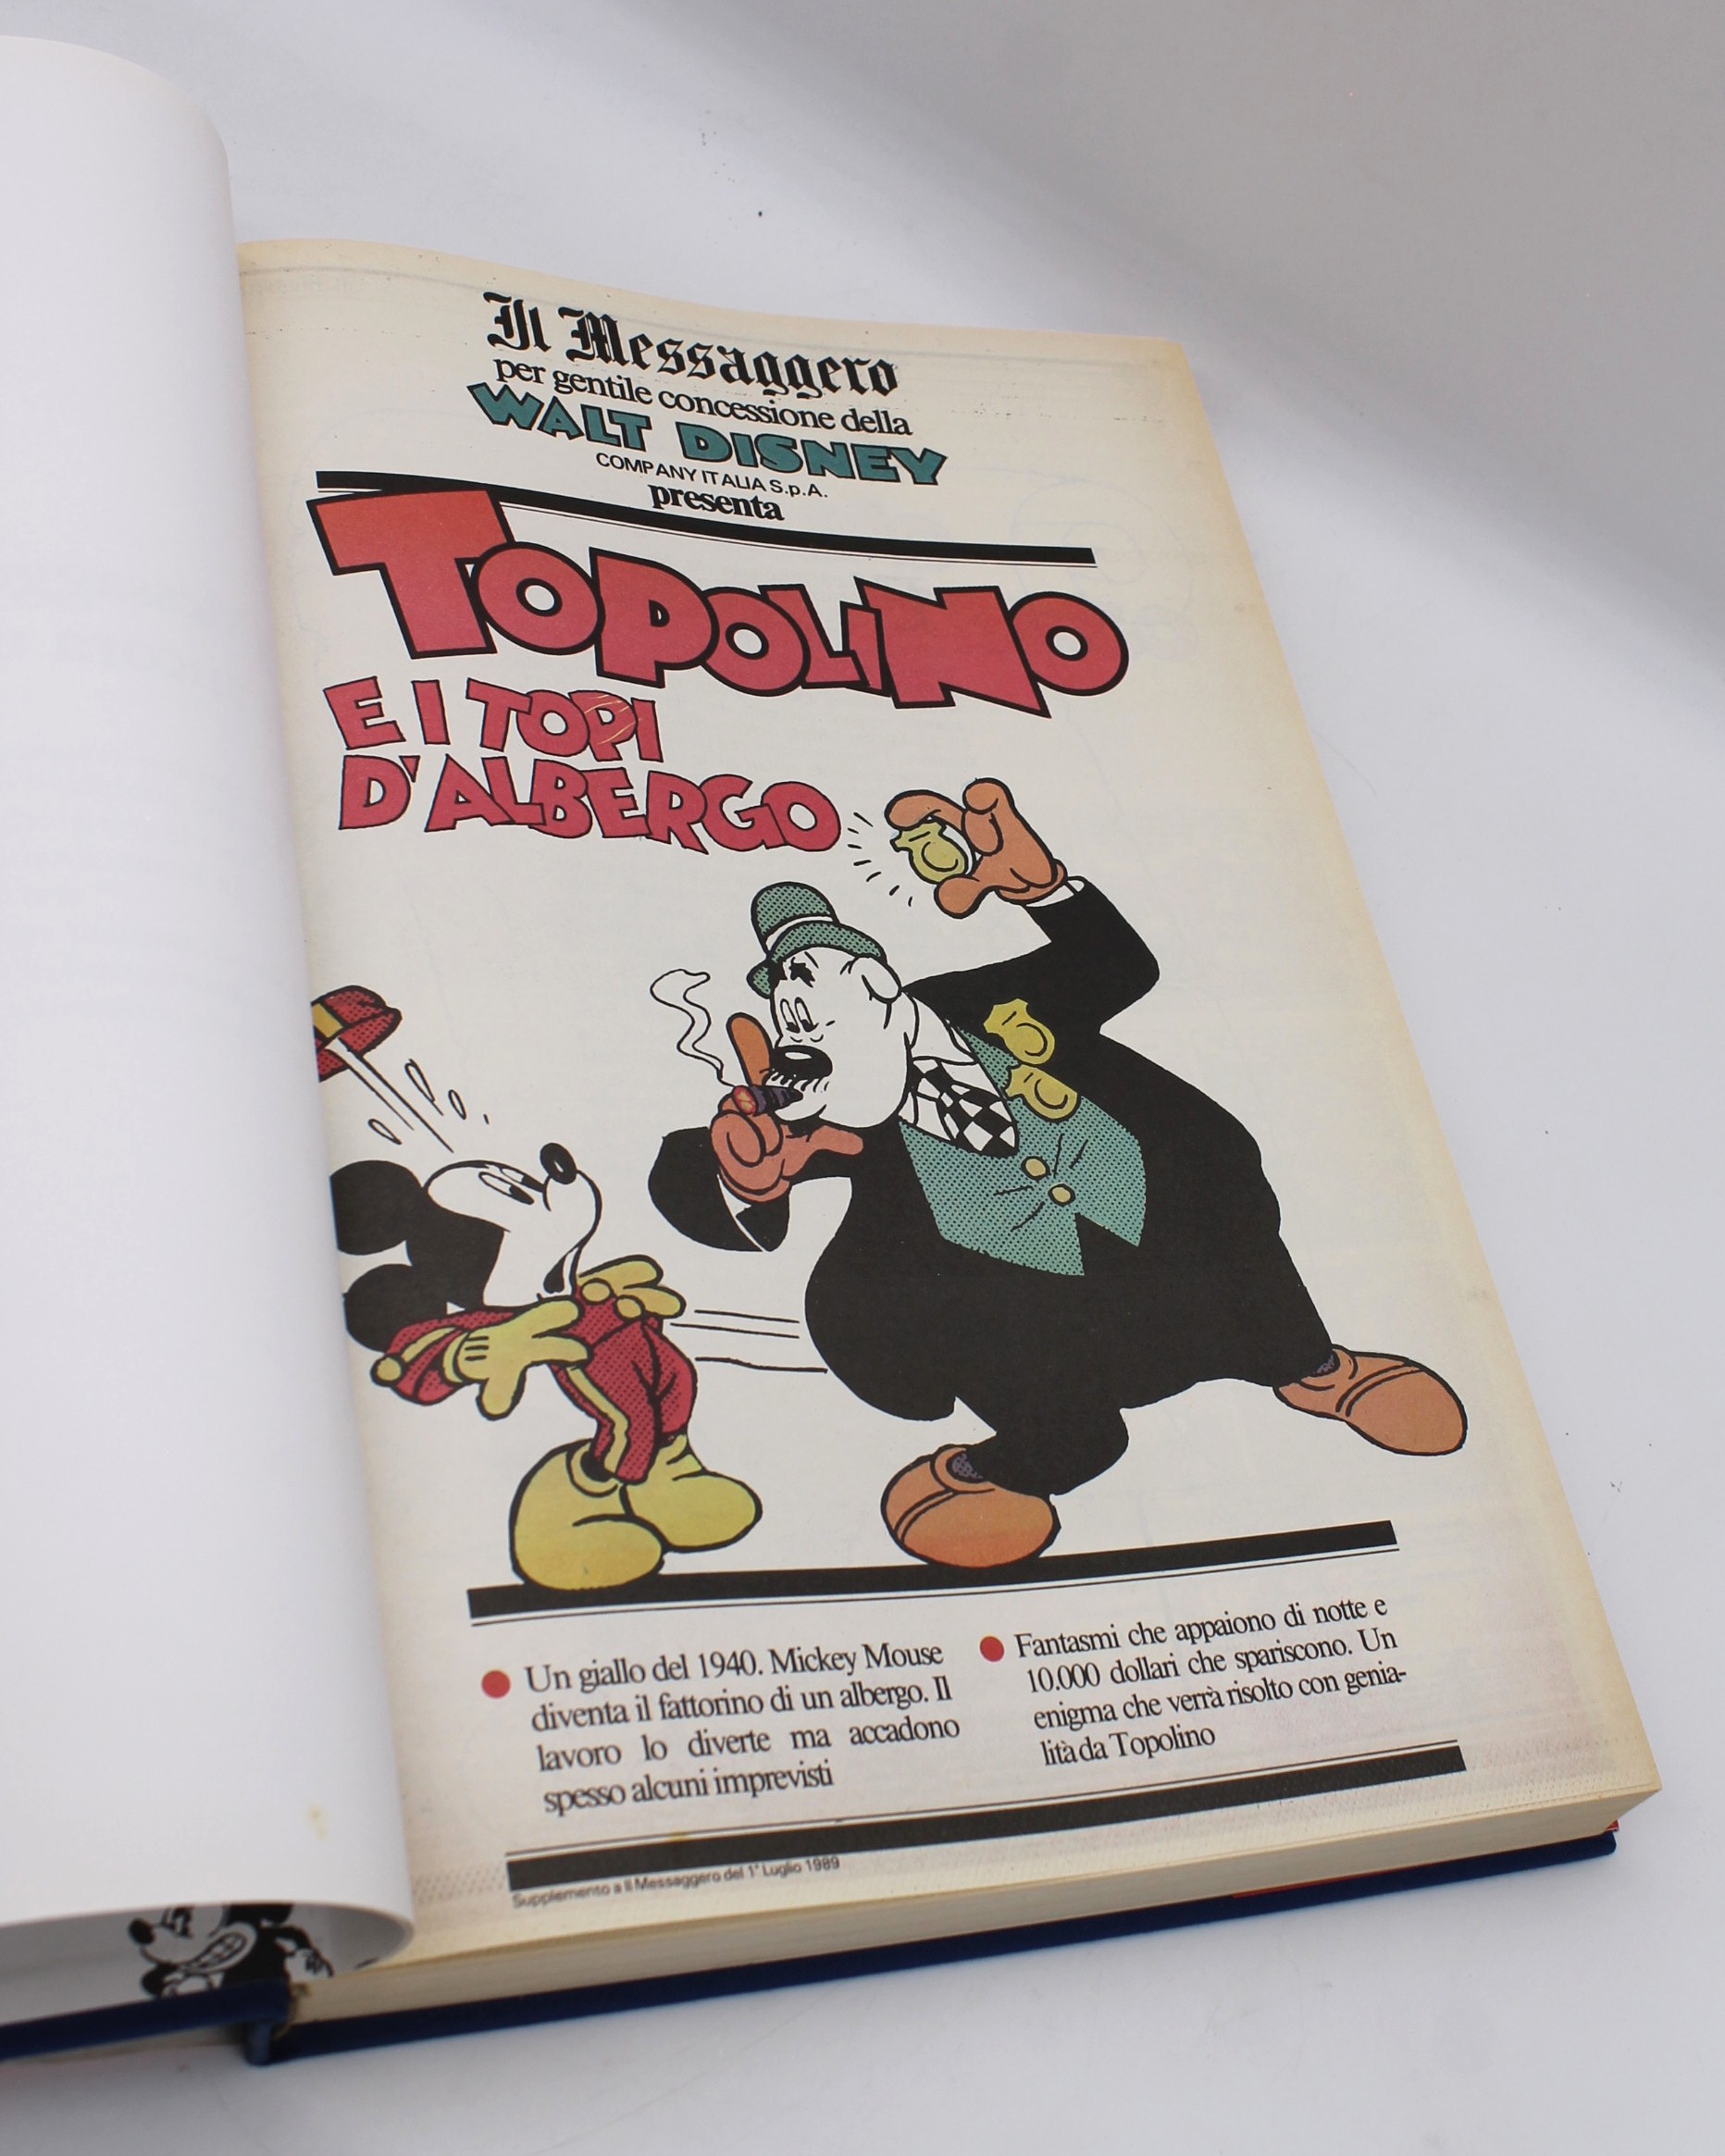 Il Messaggero
per gentile concessione della
WALT DISNEY
COMPANY ITALIA S.p.A.
presenta
TOPOLINO
E I TOPI
D'ALBERGO
Un giallo del 1940. Mickey Mouse
diventa il fattorino di un albergo. Il
lavoro lo diverte ma accadono
spesso alcuni imprevisti
Fantasmi che appaiono di notte e
10.000 dollari che spariscono. Un
enigma che verrà risolto con genia-
lità da Topolino
Supplemento a Il Messaggero del 1° Luglio 1989